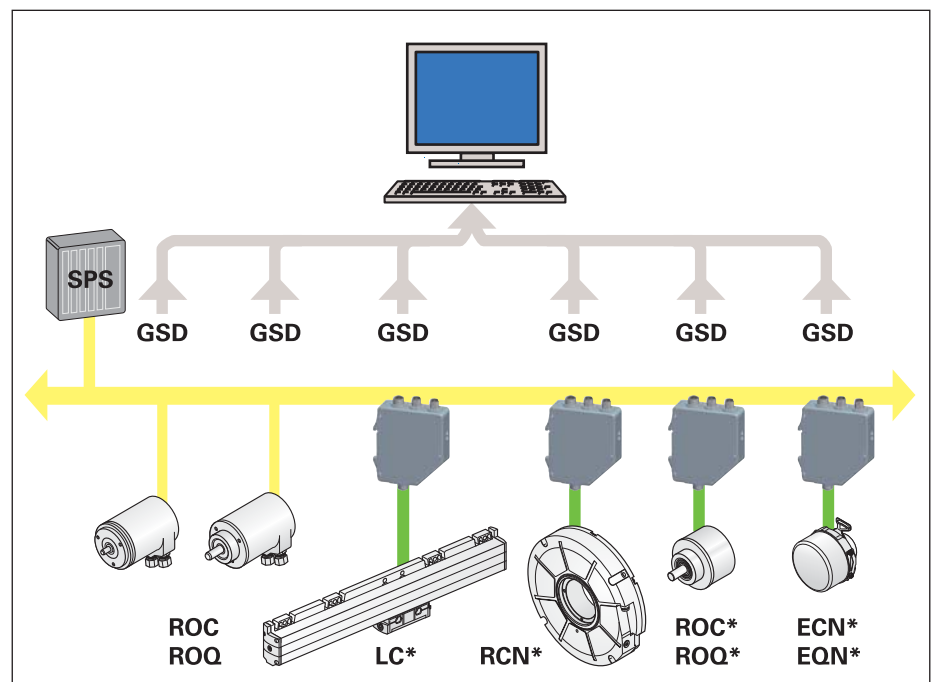 SPS
GSD GSD GSD GSD GSD GSD
ROC
ROQ
LC*
RCN*
ROC*
ROQ*
ECN*
EQN*